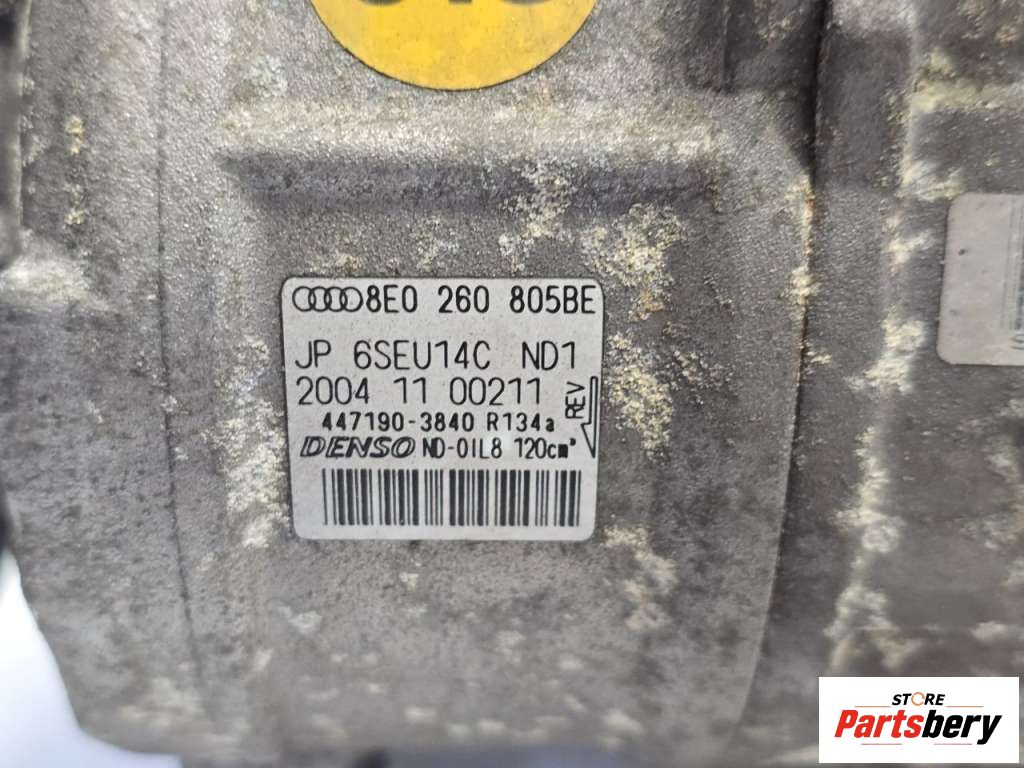 8E0 260 805BE
JP 6SEU14C ND1
2004 11 00211
REV
447190-3840 R134a
DENSO ND-OIL8 120cm³
STORE
Partsbery